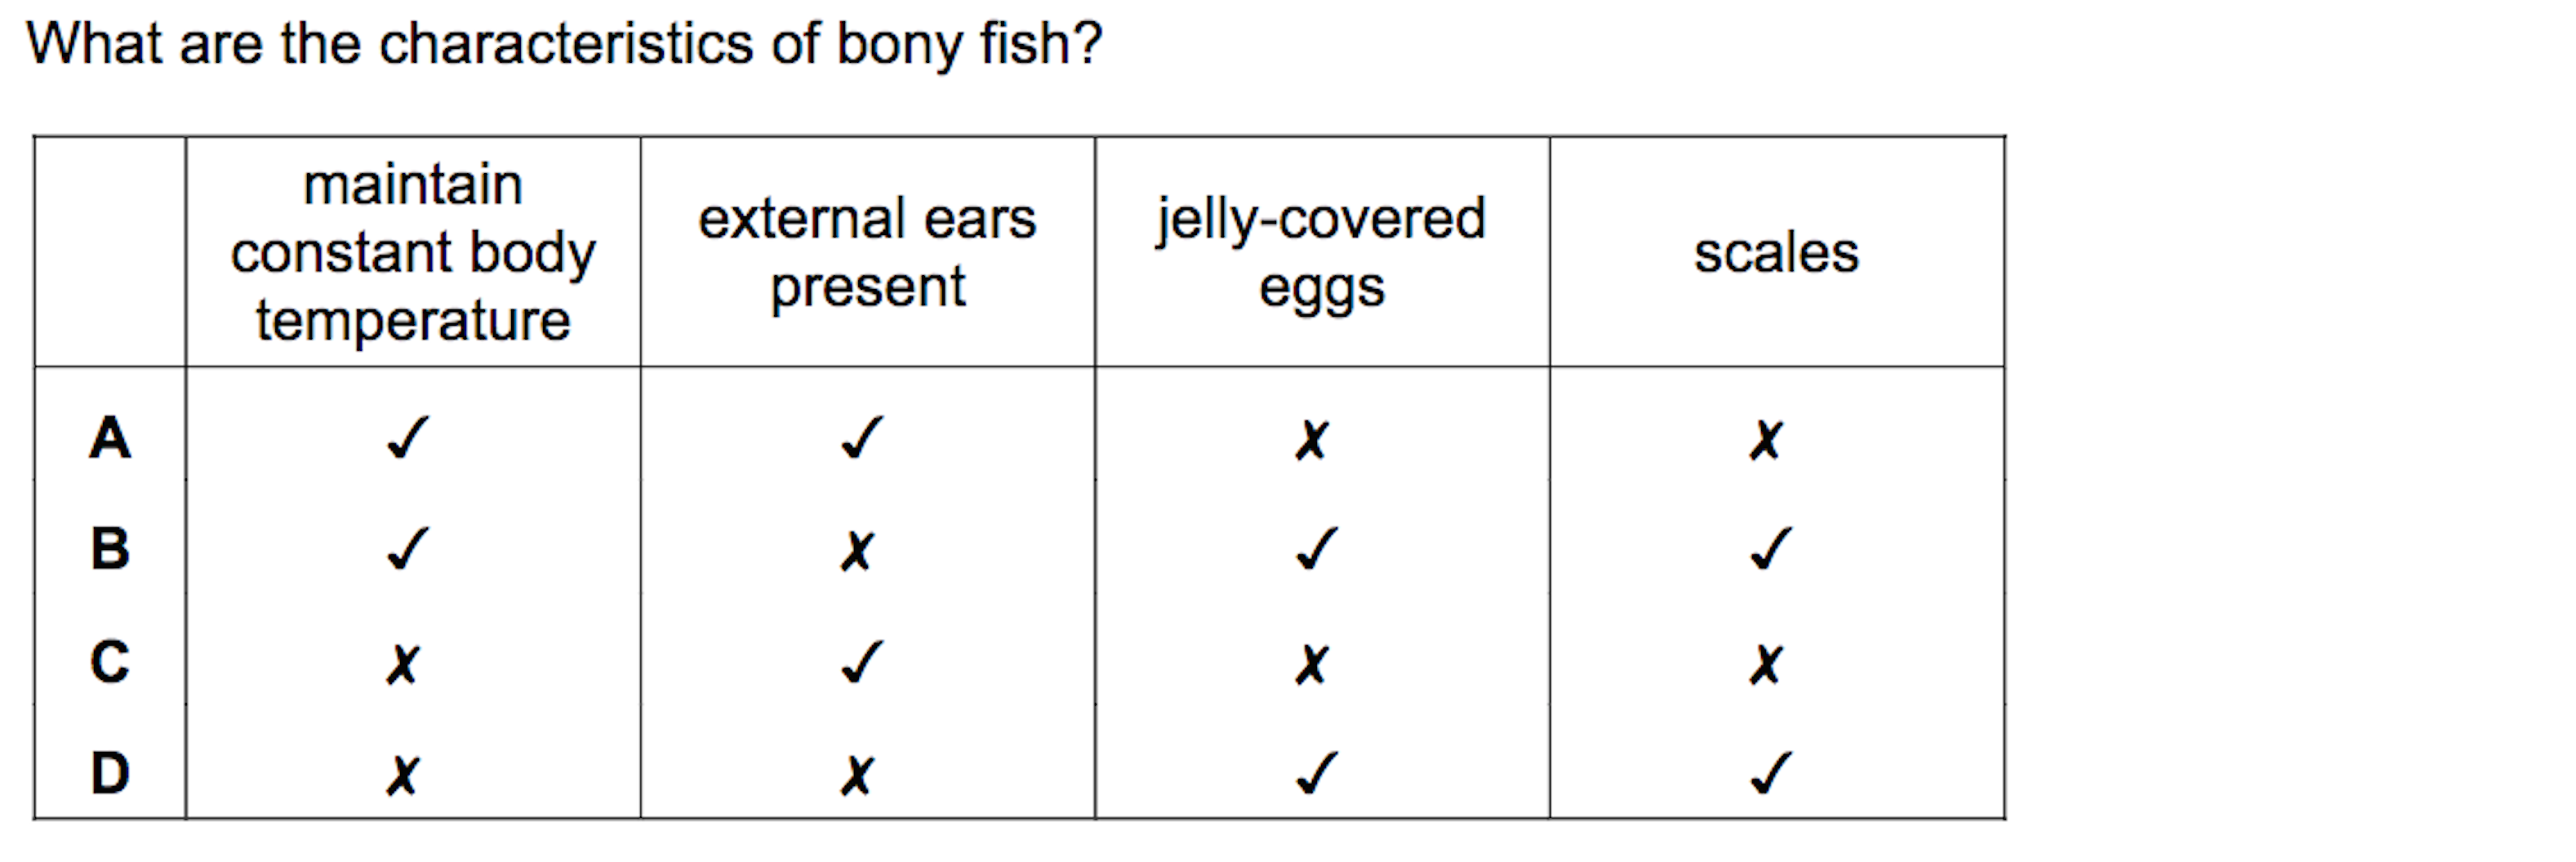 What are the characteristics of bony fish?
maintain
constant body
temperature
external ears
present
jelly-covered
eggs
scales
A ✓ ✓ ✗ ✗
B ✓ ✗ ✓ ✓
C ✗ ✓ ✗ ✗
D ✗ ✗ ✓ ✓